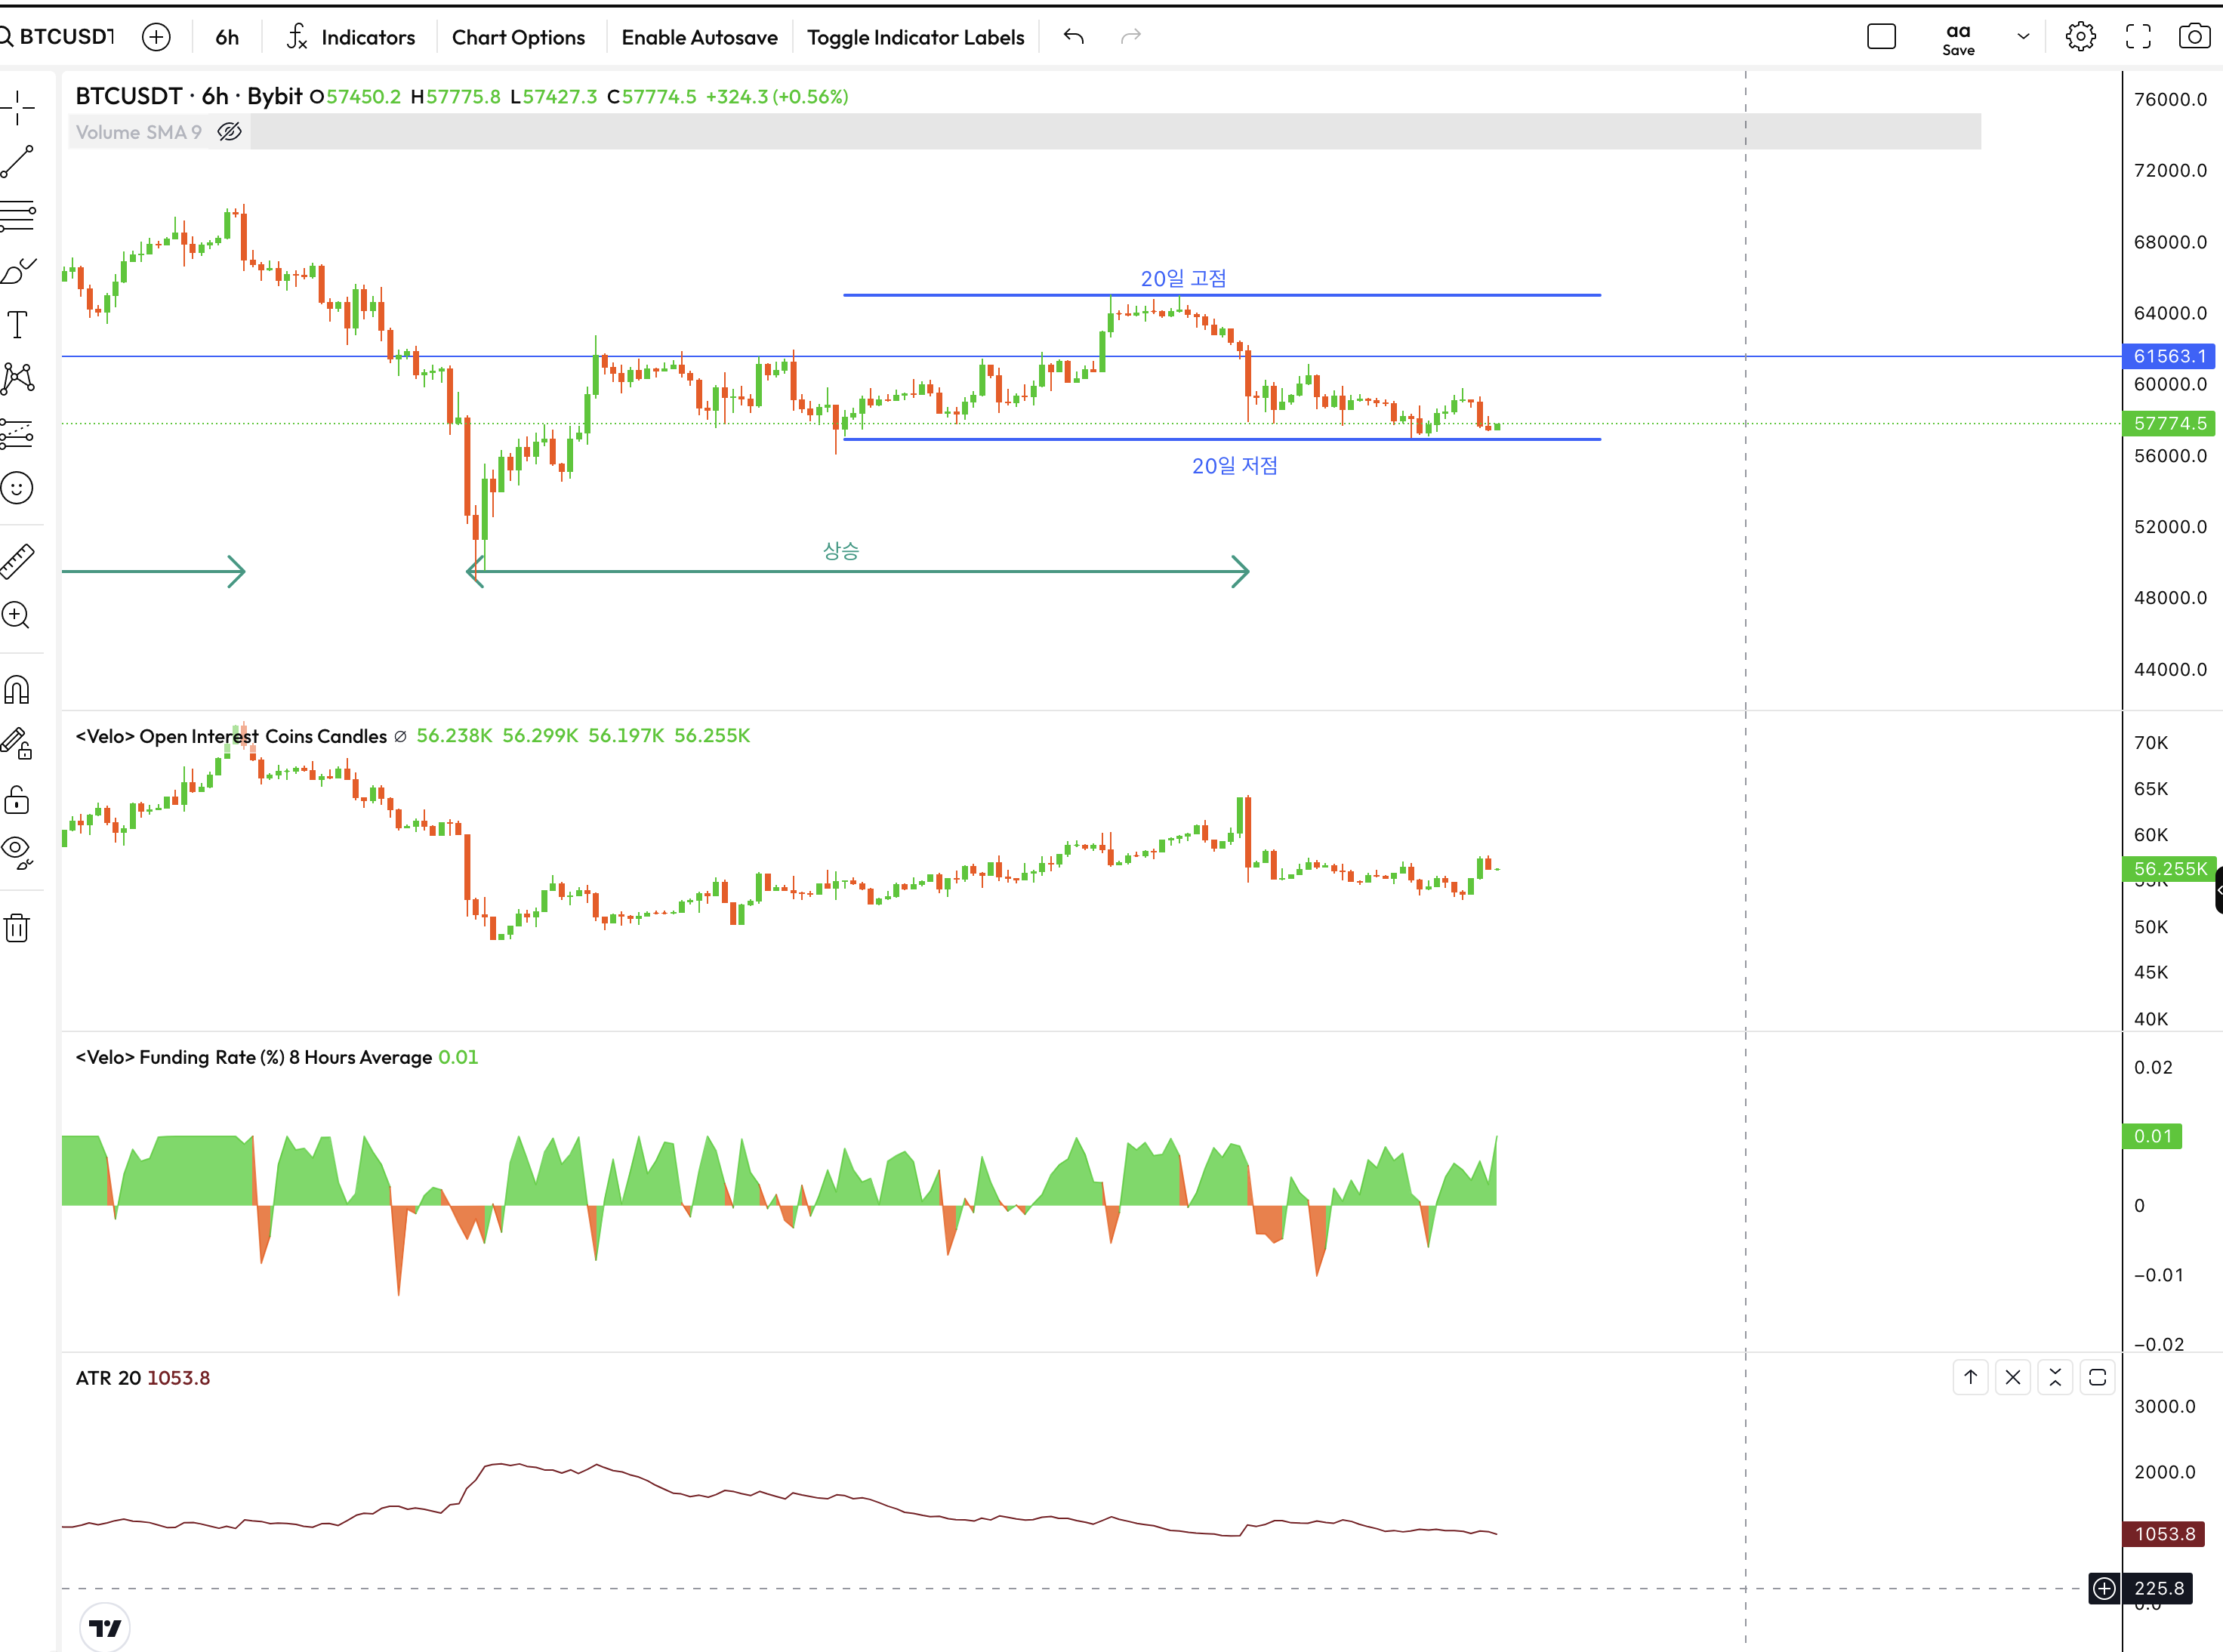 BTCUSDT
6h
Indicators
Chart Options
Enable Autosave
Toggle Indicator Labels
aa
Save
BTCUSDT · 6h · Bybit O57450.2 H57775.8 L57427.3 C57774.5 +324.3 (+0.56%)
Volume SMA 9
76000.0
72000.0
68000.0
64000.0
61563.1
60000.0
57774.5
56000.0
52000.0
48000.0
44000.0
20일 고점
20일 저점
상승
<Velo> Open Interest Coins Candles ∅ 56.238K 56.299K 56.197K 56.255K
70K
65K
60K
56.255K
55K
50K
45K
40K
<Velo> Funding Rate (%) 8 Hours Average 0.01
0.02
0.01
0
−0.01
−0.02
ATR 20 1053.8
3000.0
2000.0
1053.8
225.8
0.0